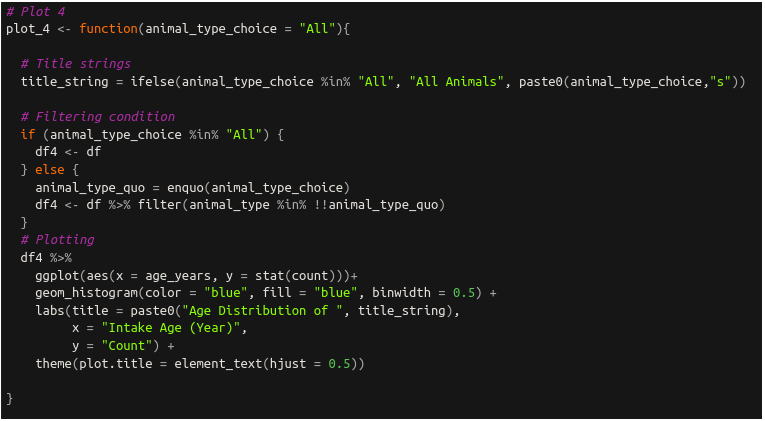 # Plot 4
plot_4 <- function(animal_type_choice = "All"){
# Title strings
title_string = ifelse(animal_type_choice %in% "All", "All Animals", paste0(animal_type_choice,"s"))
# Filtering condition
if (animal_type_choice %in% "All") {
df4 <- df
} else {
animal_type_quo = enquo(animal_type_choice)
df4 <- df %>% filter(animal_type %in% !!animal_type_quo)
}
# Plotting
df4 %>%
ggplot(aes(x = age_years, y = stat(count)))+
geom_histogram(color = "blue", fill = "blue", binwidth = 0.5) +
labs(title = paste0("Age Distribution of ", title_string),
x = "Intake Age (Year)",
y = "Count") +
theme(plot.title = element_text(hjust = 0.5))
}